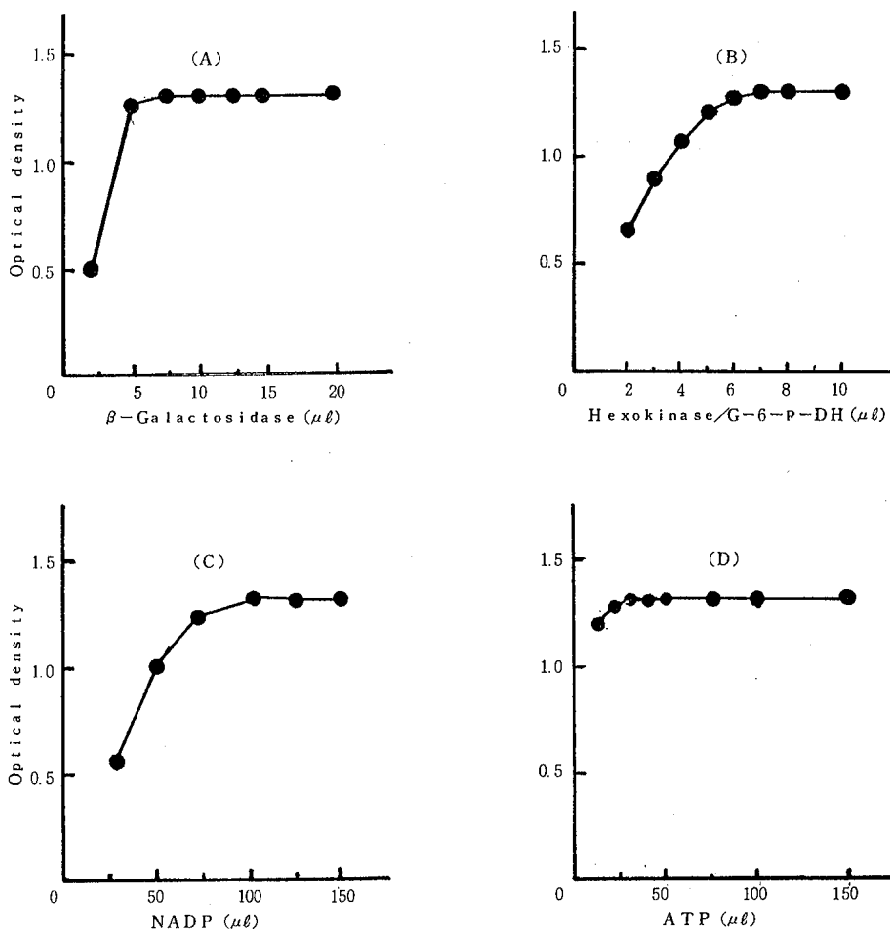 (A)
Optical density
1.5
1.0
0.5
0
5 10 15 20
β-Galactosidase (μℓ)
(B)
1.5
1.0
0.5
0 2 4 6 8 10
Hexokinase/G-6-P-DH (μℓ)
(C)
Optical density
1.5
1.0
0.5
0 50 100 150
NADP (μℓ)
(D)
1.5
1.0
0.5
0 50 100 150
ATP (μℓ)